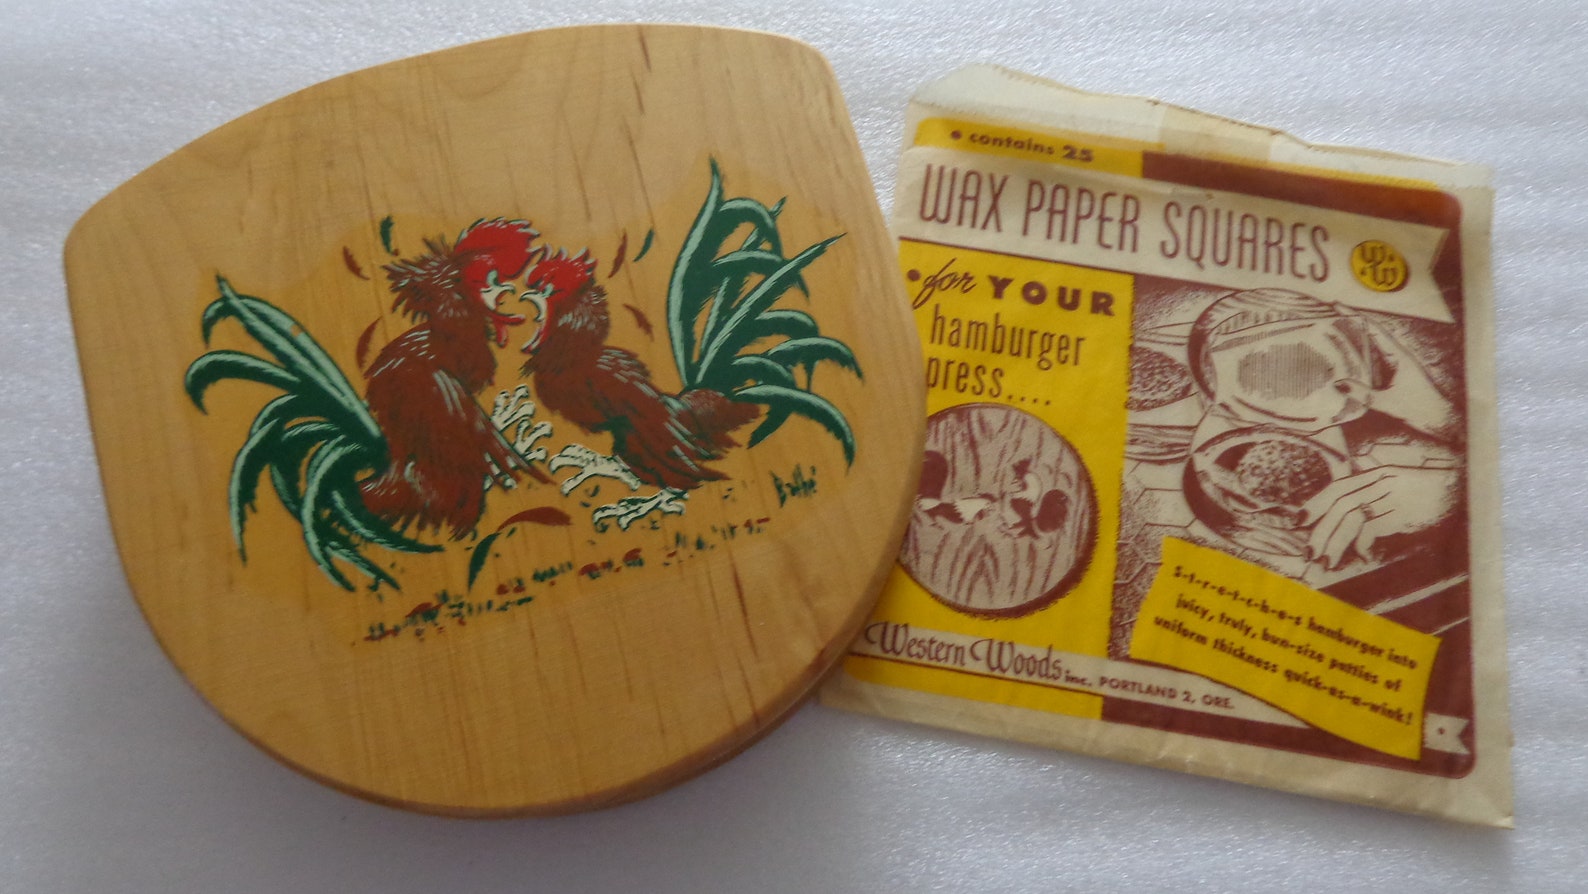 • contains 25
WAX PAPER SQUARES
W W
• for YOUR
hamburger
press....
S-t-r-e-t-c-h-e-s hamburger into
juicy, truly, bun-size patties of
uniform thickness quick-as-a-wink!
Western Woods inc. PORTLAND 2, ORE.